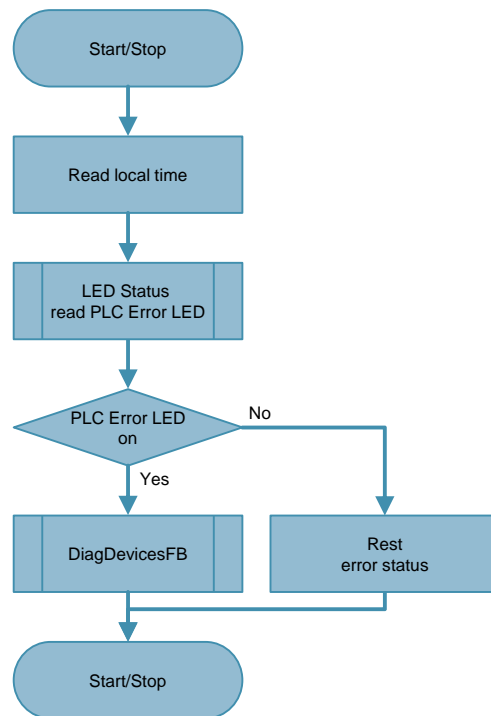 Start/Stop
Read local time
LED Status
read PLC Error LED
PLC Error LED
on
No
Yes
DiagDevicesFB
Rest
error status
Start/Stop